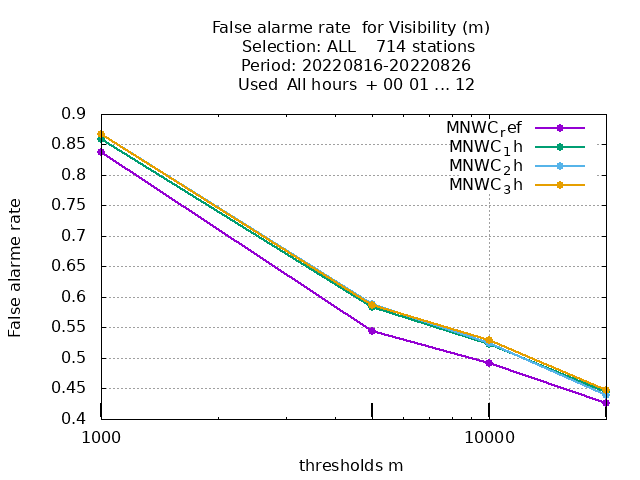 False alarme rate  for Visibility (m)
Selection: ALL    714 stations
Period: 20220816-20220826
Used  All hours  + 00 01 ... 12
MNWC_ref
MNWC_1h
MNWC_2h
MNWC_3h
0.9
0.85
0.8
0.75
0.7
0.65
0.6
0.55
0.5
0.45
0.4
False alarme rate
1000
10000
thresholds m